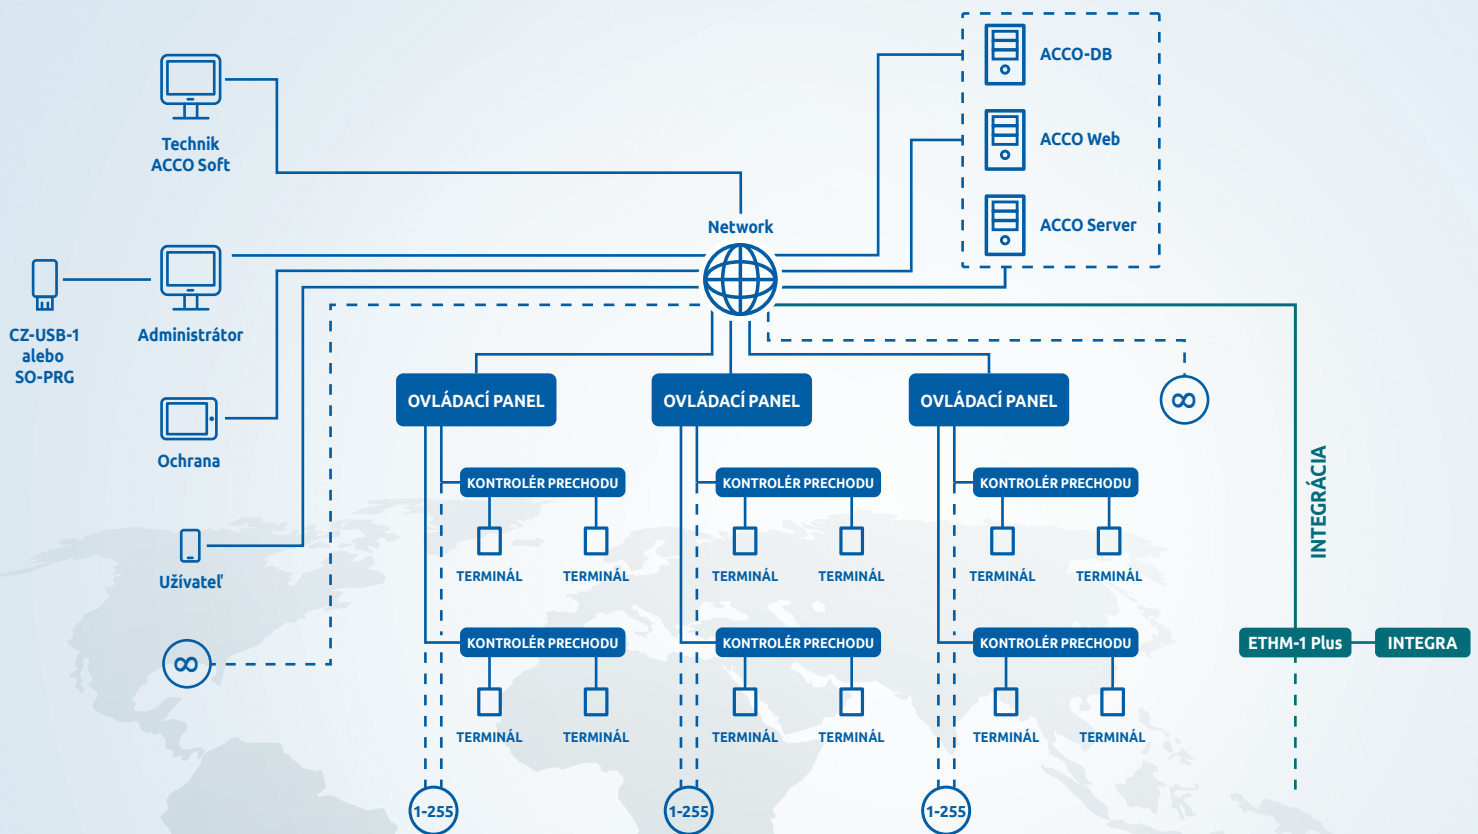 ACCO-DB
Technik
ACCO Soft
ACCO Web
ACCO Server
Network
CZ-USB-1
alebo
SO-PRG
Administrátor
OVLÁDACÍ PANEL
OVLÁDACÍ PANEL
OVLÁDACÍ PANEL
∞
Ochrana
KONTROLÉR PRECHODU
KONTROLÉR PRECHODU
KONTROLÉR PRECHODU
INTEGRÁCIA
TERMINÁL
TERMINÁL
TERMINÁL
TERMINÁL
TERMINÁL
TERMINÁL
Užívateľ
KONTROLÉR PRECHODU
KONTROLÉR PRECHODU
KONTROLÉR PRECHODU
ETHM-1 Plus
INTEGRA
∞
TERMINÁL
TERMINÁL
TERMINÁL
TERMINÁL
TERMINÁL
TERMINÁL
1-255
1-255
1-255